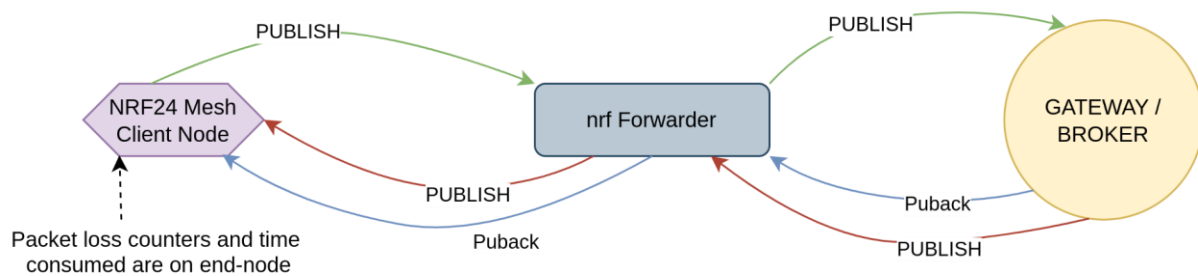 PUBLISH
PUBLISH
NRF24 Mesh
Client Node
nrf Forwarder
GATEWAY /
BROKER
PUBLISH
Puback
Puback
PUBLISH
Packet loss counters and time
consumed are on end-node